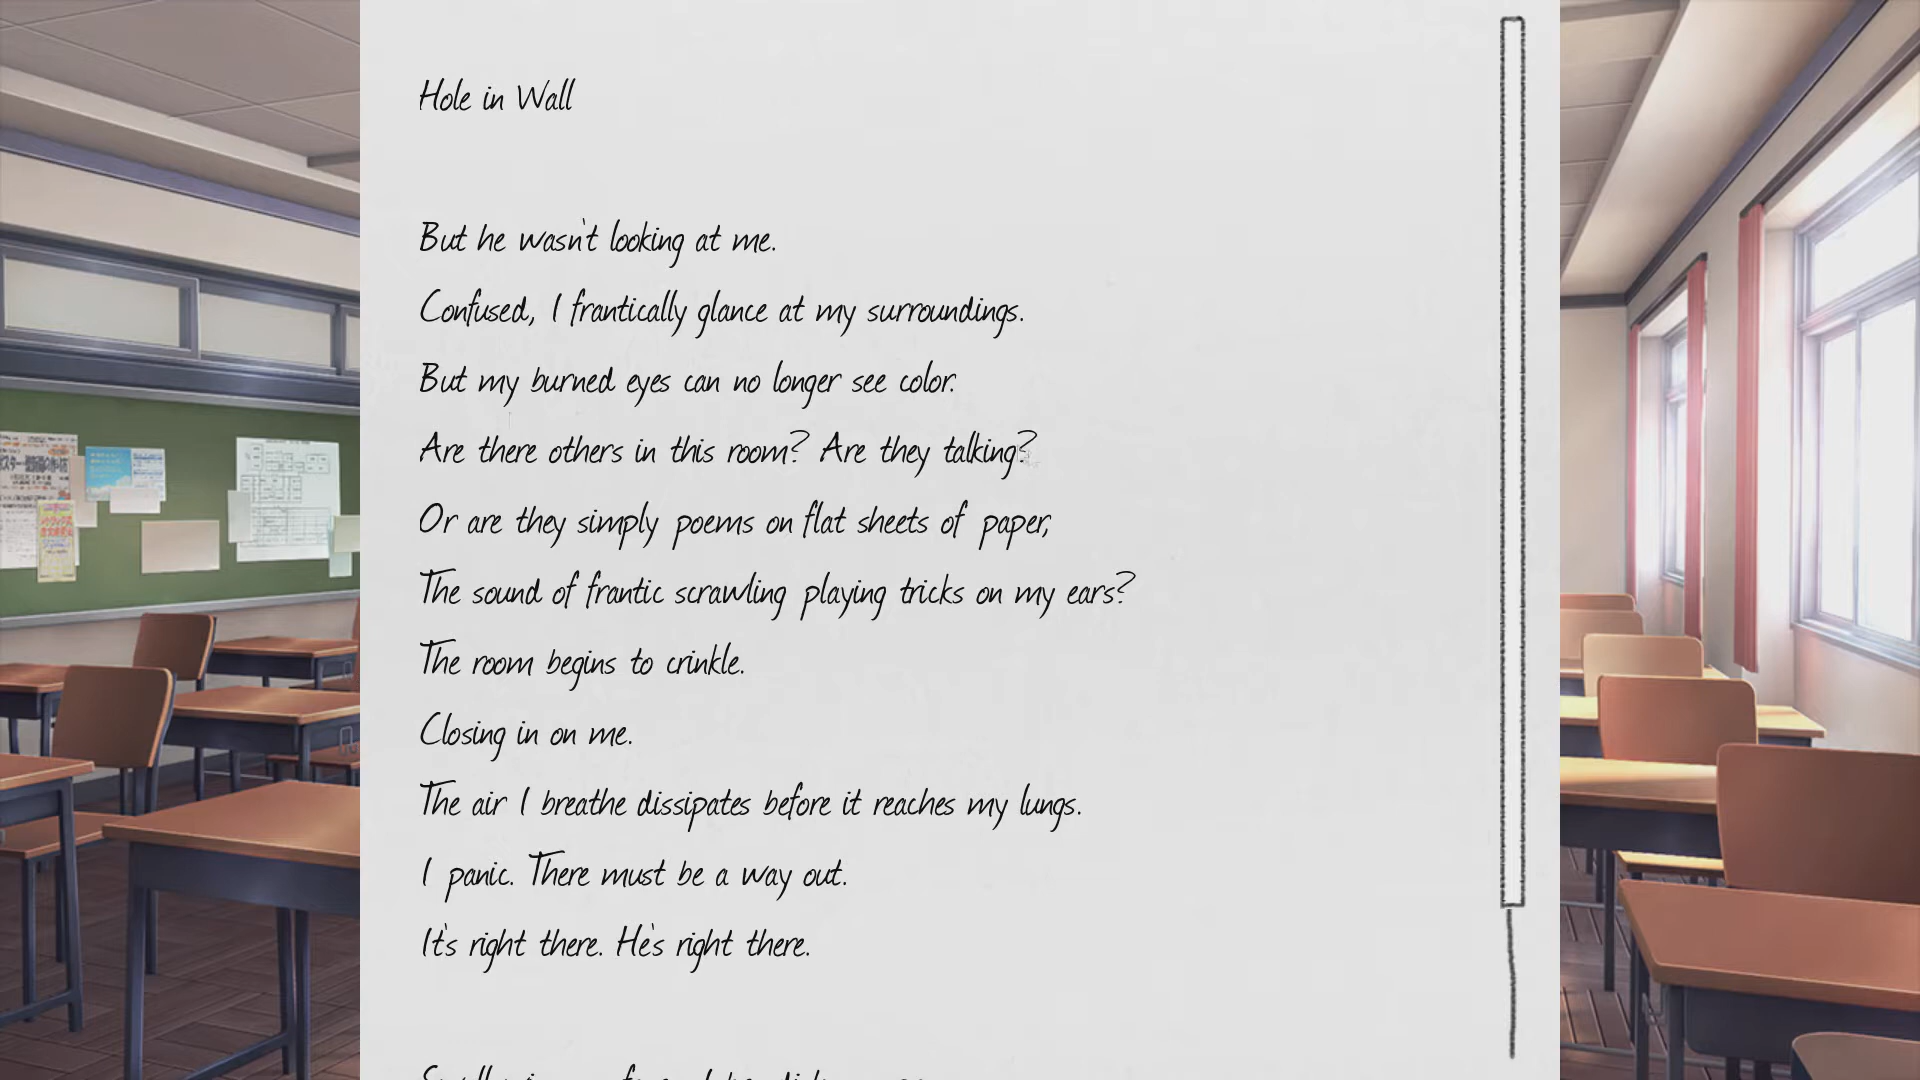 Hole in Wall
But he wasn't looking at me.
Confused, I frantically glance at my surroundings.
But my burned eyes can no longer see color.
Are there others in this room? Are they talking?
Or are they simply poems on flat sheets of paper,
The sound of frantic scrawling playing tricks on my ears?
The room begins to crinkle.
Closing in on me.
The air I breathe dissipates before it reaches my lungs.
I panic. There must be a way out.
It's right there. He's right there.